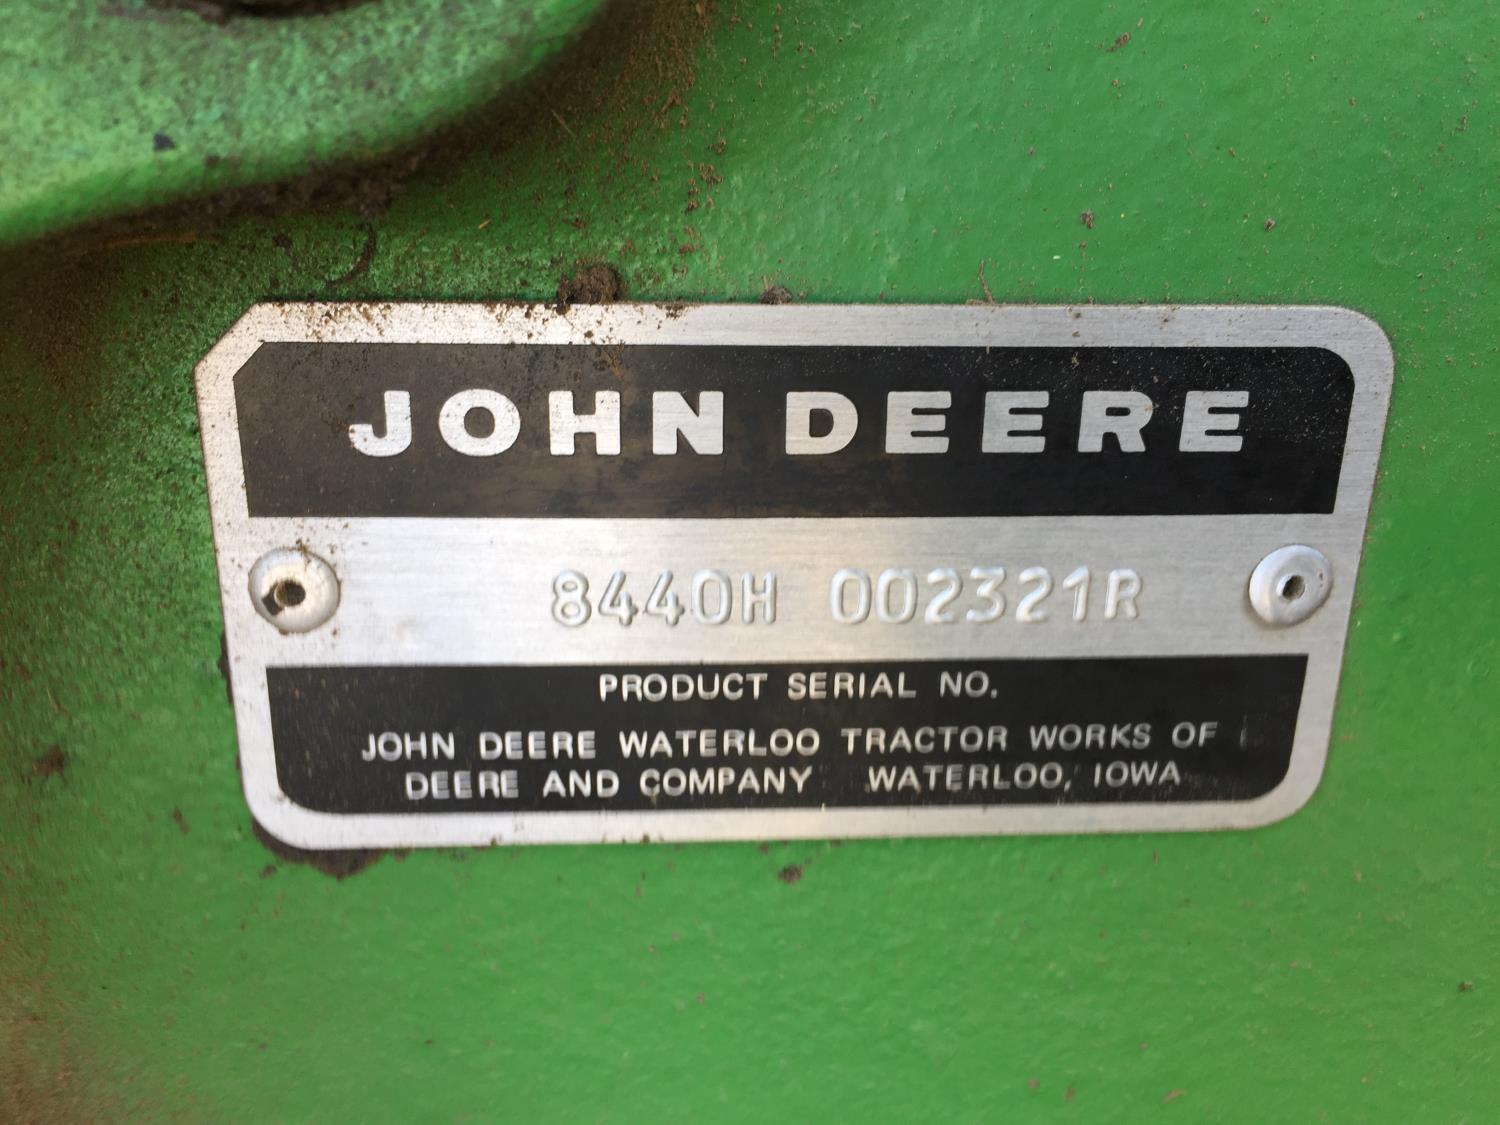 JOHN DEERE
8440H 002321R
PRODUCT SERIAL NO.
JOHN DEERE WATERLOO TRACTOR WORKS OF
DEERE AND COMPANY WATERLOO, IOWA